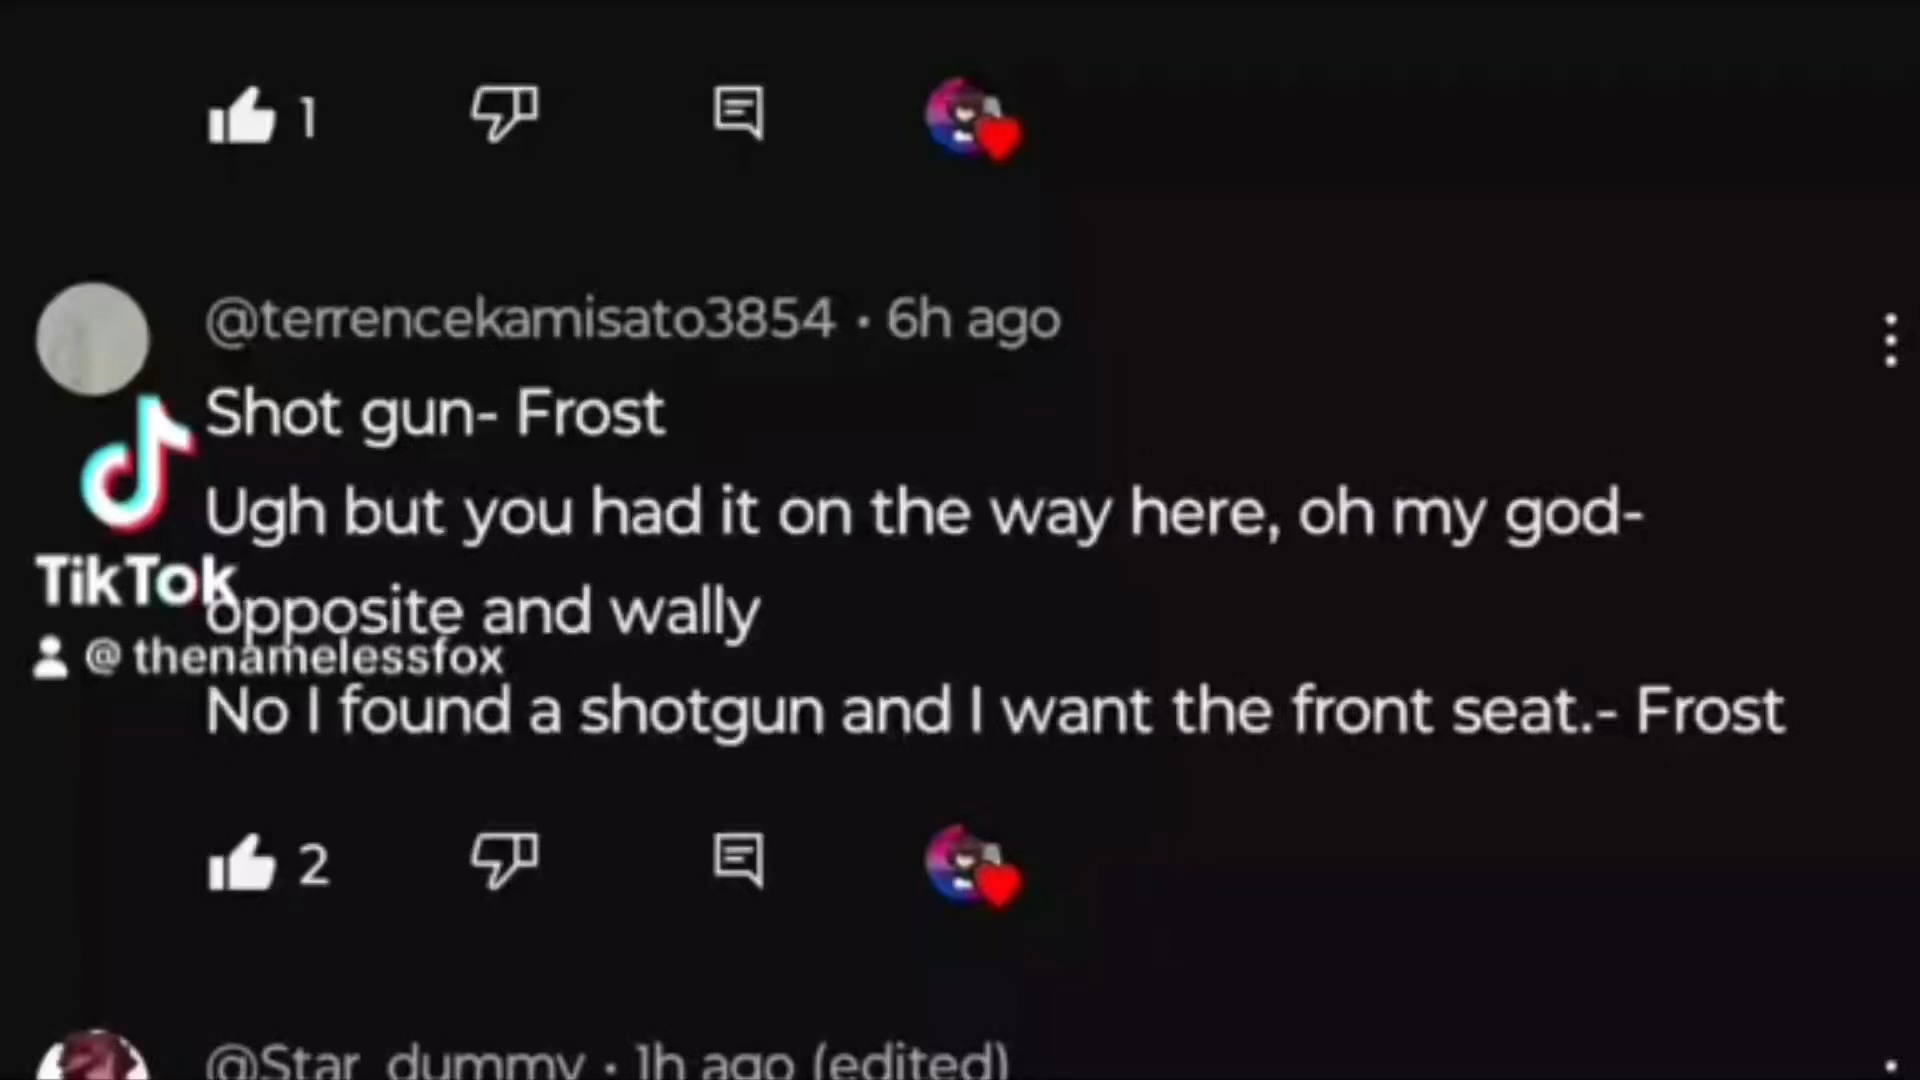 1
@terrencekamisato3854 · 6h ago
Shot gun- Frost
Ugh but you had it on the way here, oh my god-
opposite and wally
No I found a shotgun and I want the front seat.- Frost
TikTok
@ thenamelessfox
2
@Star_dummy · 1h ago (edited)